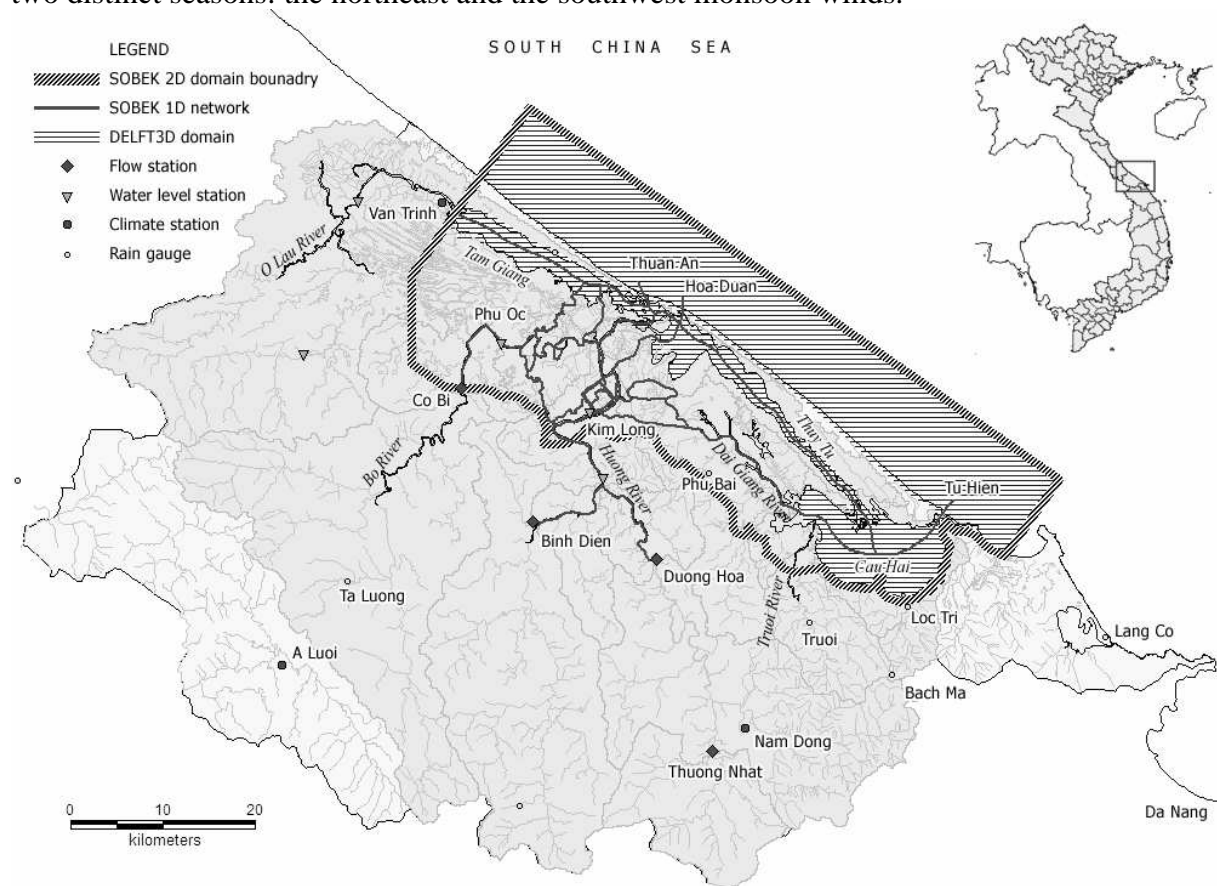 two distinct seasons: the northeast and the southwest monsoon winds.
SOUTH CHINA SEA
LEGEND
SOBEK 2D domain bounadry
SOBEK 1D network
DELFT3D domain
Flow station
Water level station
Climate station
Rain gauge
Van Trinh
O Lau River
Tam Giang
Thuan An
Hoa Duan
Phu Oc
Co Bi
Kim Long
Bo River
Huong River
Phu Bai
Dai Giang River
Thuy Tu
Tu Hien
Binh Dien
Duong Hoa
Cau Hai
Ta Luong
Truoi River
Loc Tri
Truoi
Lang Co
A Luoi
Bach Ma
Nam Dong
Thuong Nhat
Da Nang
0 10 20
kilometers